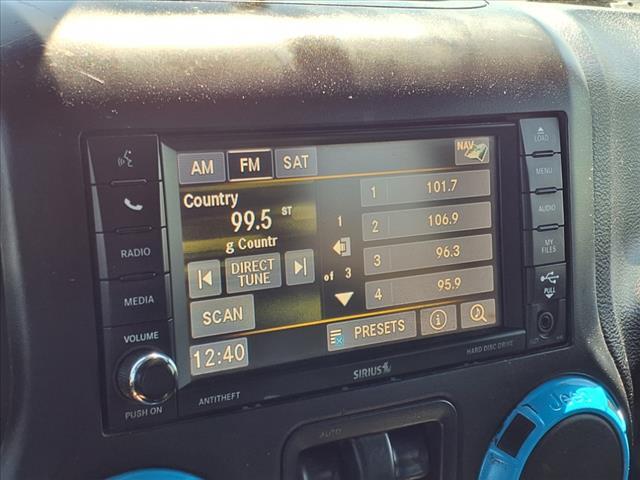 LOAD
AM FM SAT NAV
MENU
Country
1 101.7
99.5 ST
1
2 106.9
AUDIO
g Countr
RADIO
DIRECT TUNE
of 3
3 96.3
MY FILES
MEDIA
4 95.9
PULL
SCAN
VOLUME
PRESETS
12:40
PUSH ON
ANTITHEFT
SIRIUS
HARD DISC DRIVE
AUTO
Jeep